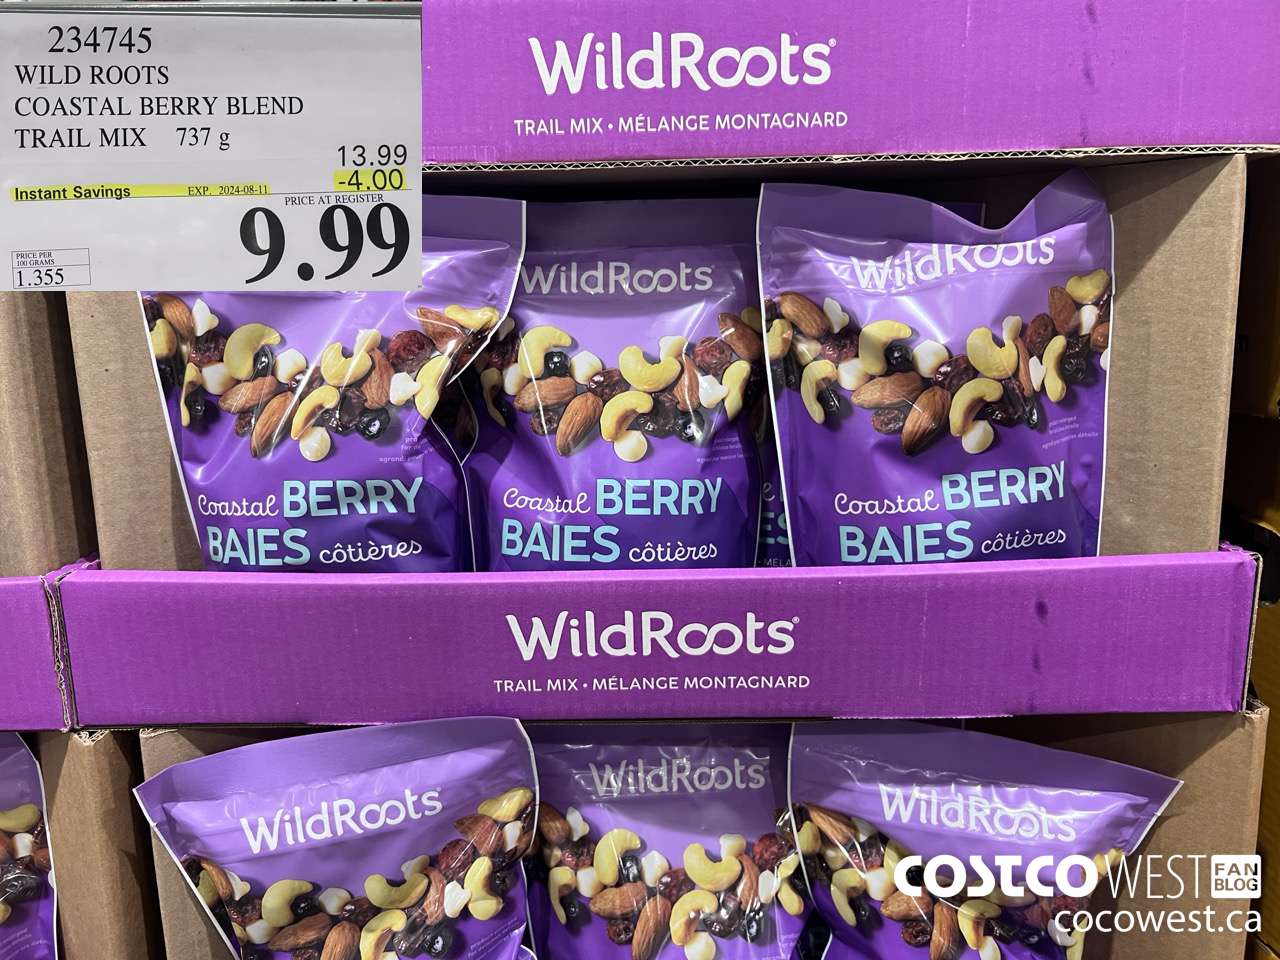 234745
WILD ROOTS
COASTAL BERRY BLEND
TRAIL MIX 737 g
13.99
Instant Savings EXP. 2024-08-11 -4.00
PRICE AT REGISTER
9.99
PRICE PER
100 GRAMS
1.355
WildRoots®
TRAIL MIX • MÉLANGE MONTAGNARD
WildRoots
Coastal BERRY
BAIES côtières
WildRoots
Coastal BERRY
BAIES côtières
WildRoots
Coastal BERRY
BAIES côtières
WildRoots®
TRAIL MIX • MÉLANGE MONTAGNARD
WildRoots
WildRoots
WildRoots
COSTCO WEST FAN BLOG
cocowest.ca